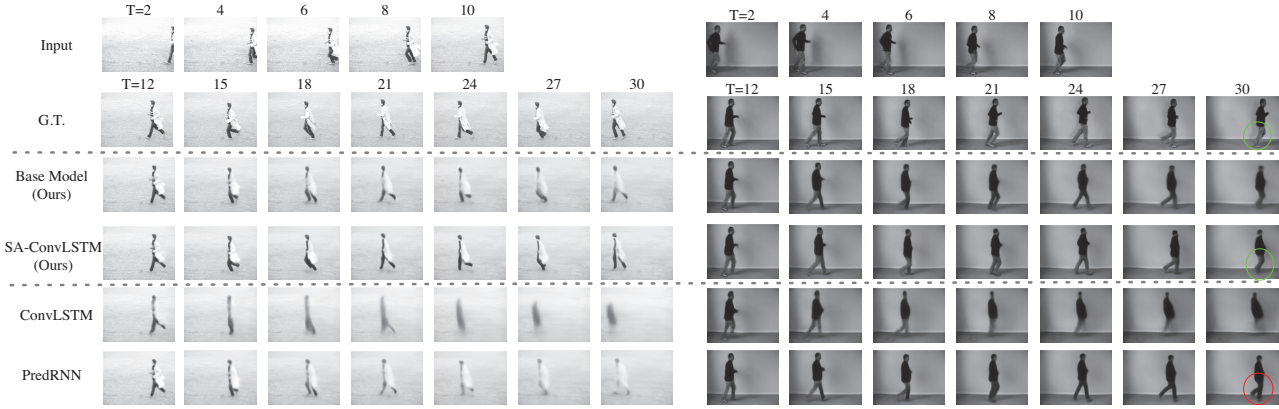 T=2 4 6 8 10
Input
T=12 15 18 21 24 27 30
G.T.
Base Model
(Ours)
SA-ConvLSTM
(Ours)
ConvLSTM
PredRNN
T=2 4 6 8 10
T=12 15 18 21 24 27 30